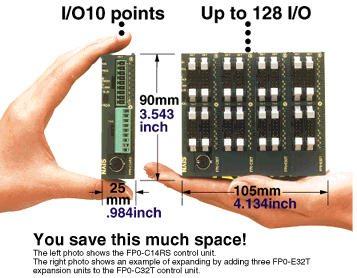 I/O10 points
Up to 128 I/O
90mm
3.543
inch
NAiS
25
mm
.984inch
105mm
4.134inch
You save this much space!
The left photo shows the FP0-C14RS control unit.
The right photo shows an example of expanding by adding three FP0-E32T
expansion units to the FP0-C32T control unit.